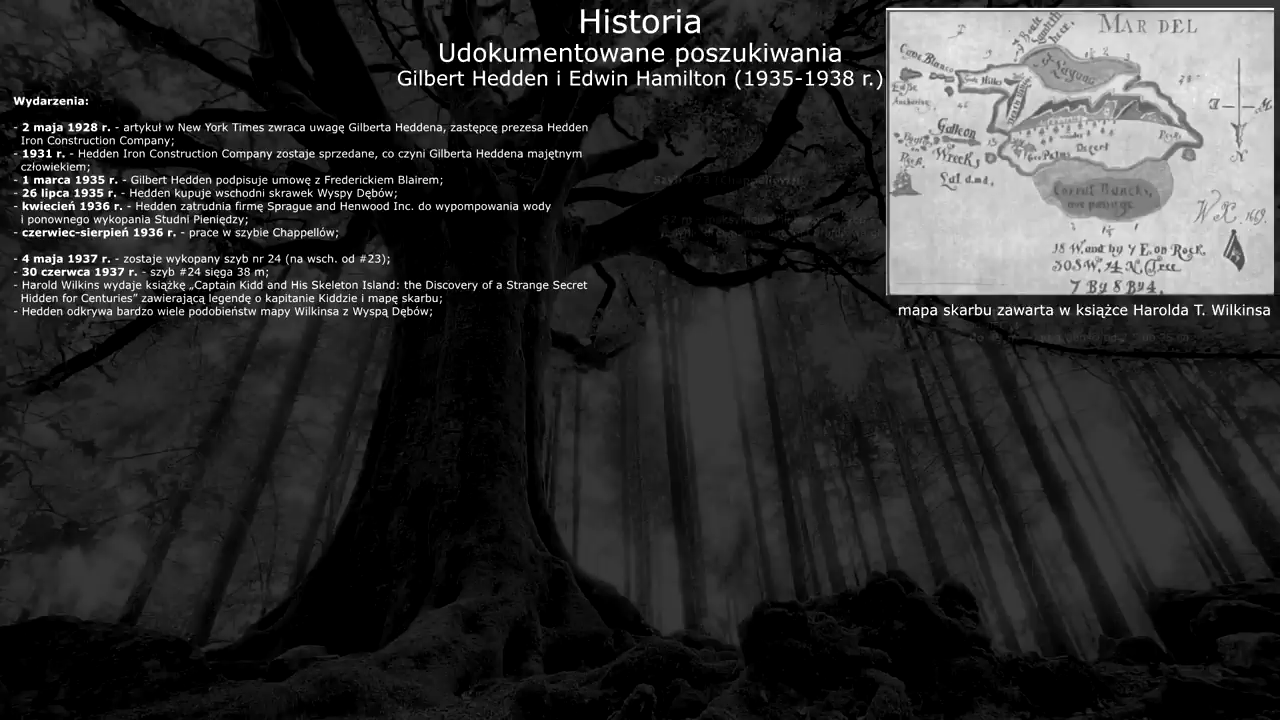 Historia
Udokumentowane poszukiwania
Gilbert Hedden i Edwin Hamilton (1935-1938 r.)
Wydarzenia:
- 2 maja 1928 r. - artykuł w New York Times zwraca uwagę Gilberta Heddena, zastępcę prezesa Hedden
Iron Construction Company;
- 1931 r. - Hedden Iron Construction Company zostaje sprzedane, co czyni Gilberta Heddena majętnym
człowiekiem;
- 1 marca 1935 r. - Gilbert Hedden podpisuje umowę z Frederickiem Blairem;
- 26 lipca 1935 r. - Hedden kupuje wschodni skrawek Wyspy Dębów;
- kwiecień 1936 r. - Hedden zatrudnia firmę Sprague and Henwood Inc. do wypompowania wody
i ponownego wykopania Studni Pieniędzy;
- czerwiec-sierpień 1936 r. - prace w szybie Chappellów;
- 4 maja 1937 r. - zostaje wykopany szyb nr 24 (na wsch. od #23);
- 30 czerwca 1937 r. - szyb #24 sięga 38 m;
- Harold Wilkins wydaje książkę „Captain Kidd and His Skeleton Island: the Discovery of a Strange Secret
Hidden for Centuries” zawierającą legendę o kapitanie Kiddzie i mapę skarbu;
- Hedden odkrywa bardzo wiele podobieństw mapy Wilkinsa z Wyspą Dębów;
MAR DEL
Lagoon
Galleon
Wrecks
Desert
Rocks
Coral Bancks,
noe passage.
W K. 1669.
18 W. and by 7 E. on Rock.
30 S W. 14 N. Tree
7 By 8 By 4.
mapa skarbu zawarta w książce Harolda T. Wilkinsa